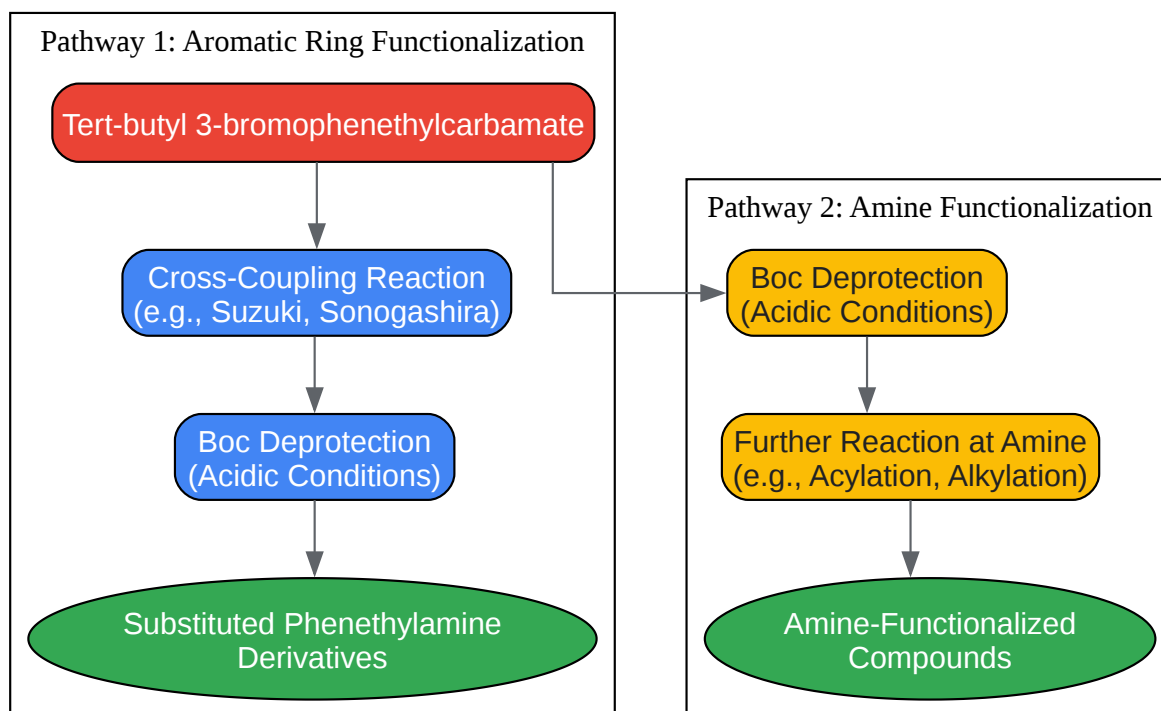 Pathway 1: Aromatic Ring Functionalization
Tert-butyl 3-bromophenethylcarbamate
Cross-Coupling Reaction
(e.g., Suzuki, Sonogashira)
Boc Deprotection
(Acidic Conditions)
Substituted Phenethylamine
Derivatives
Pathway 2: Amine Functionalization
Boc Deprotection
(Acidic Conditions)
Further Reaction at Amine
(e.g., Acylation, Alkylation)
Amine-Functionalized
Compounds